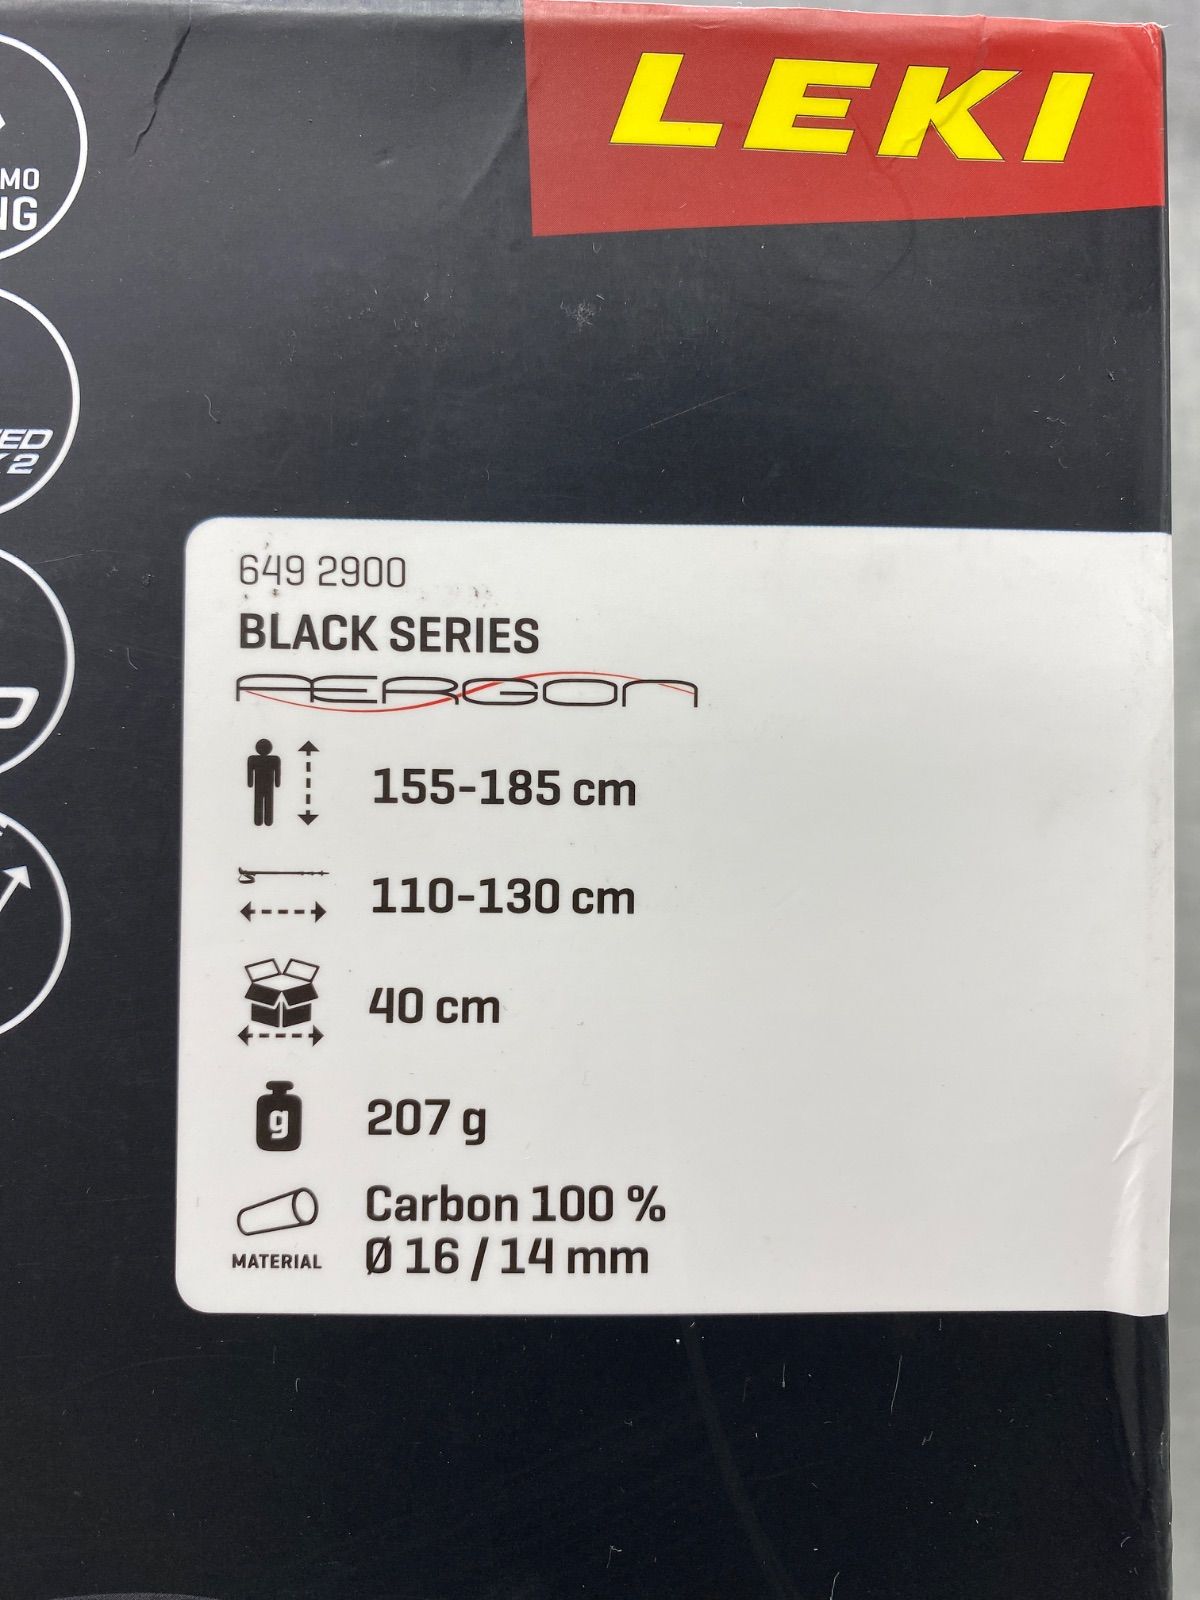 LEKI
MO
NG
ED
2
649 2900
BLACK SERIES
AERGON
155-185 cm
110-130 cm
40 cm
g
207 g
Carbon 100 %
MATERIAL
Ø 16 / 14 mm